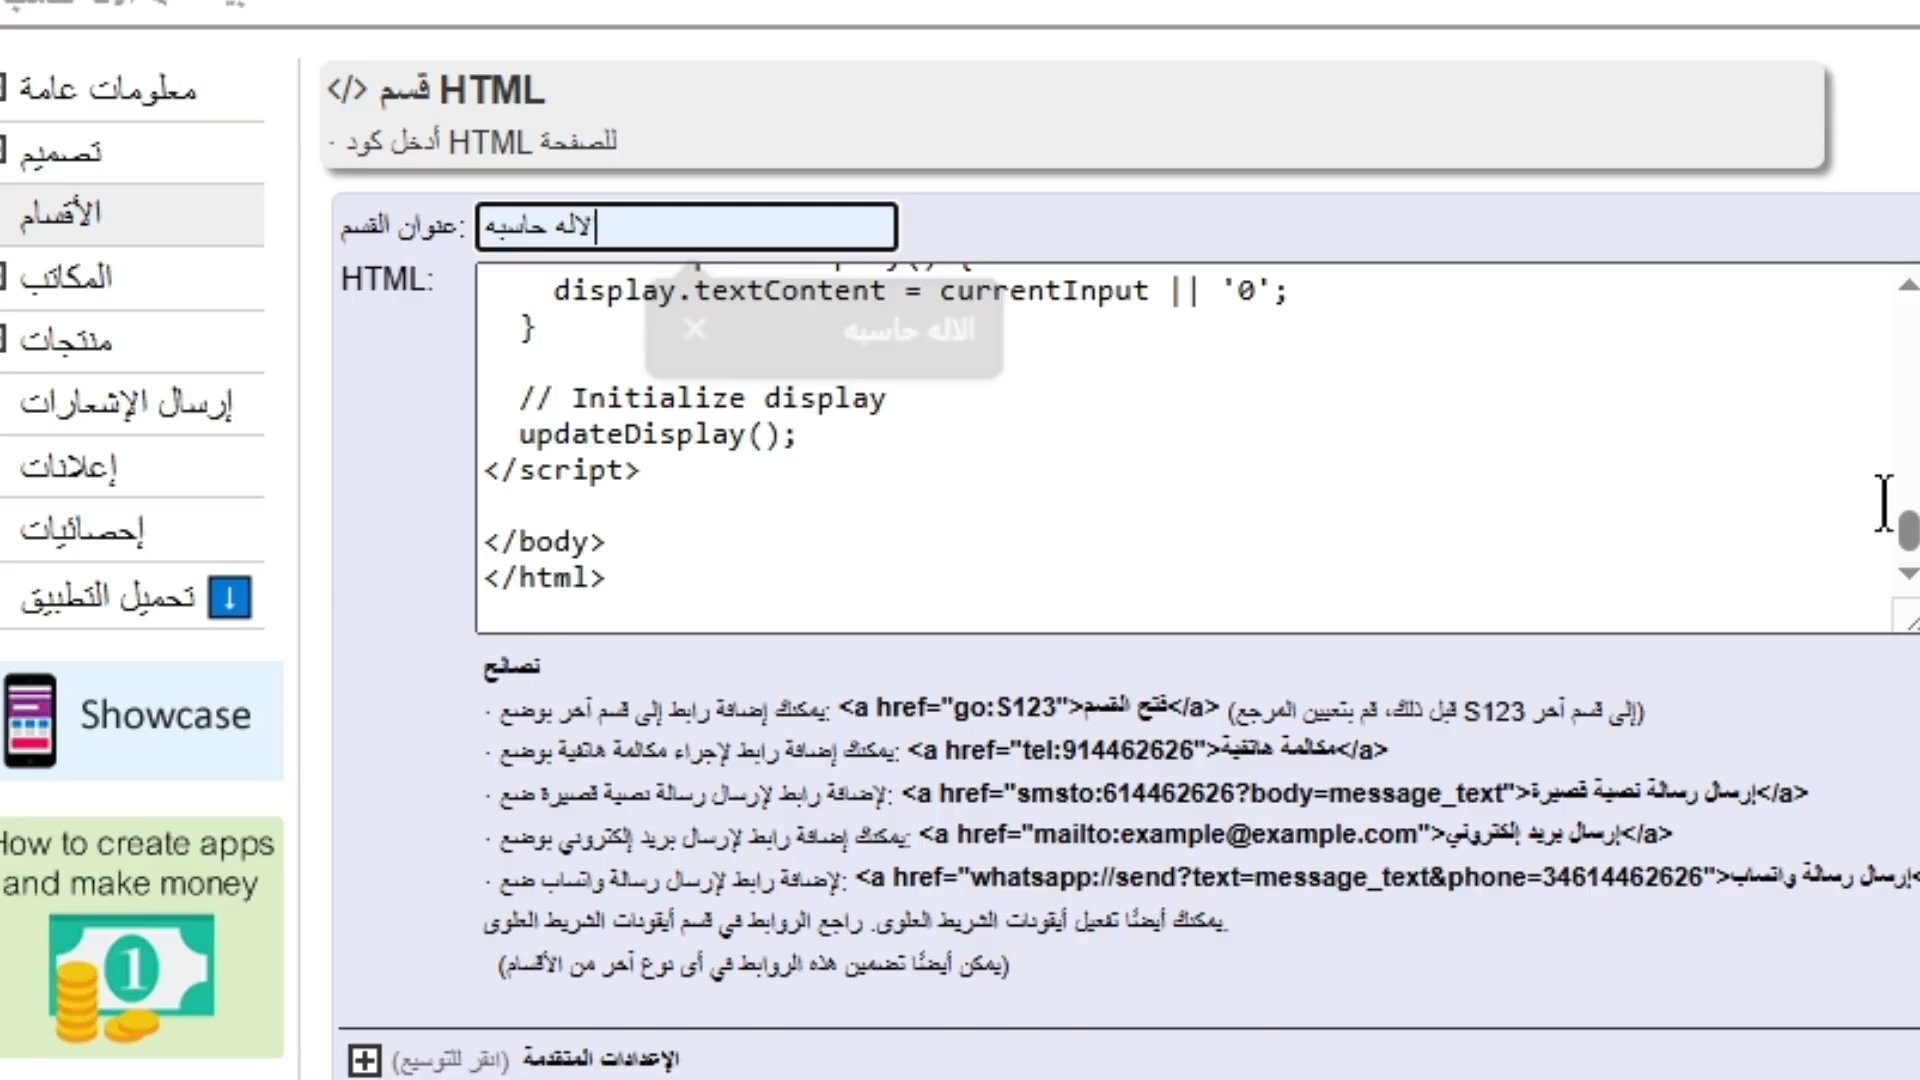 معلومات عامة
تصميم
الأقسام
المكاتب
منتجات
إرسال الإشعارات
إعلانات
إحصائيات
تحميل التطبيق
Showcase
How to create apps
and make money
1
</> قسم HTML
· أدخل كود HTML للصفحة
عنوان القسم:
لاله حاسبه
HTML:
display.textContent = currentInput || '0';
}
الاله حاسبه ×
// Initialize display
updateDisplay();
</script>
</body>
</html>
نصائح
· يمكنك إضافة رابط إلى قسم آخر بوضع: <a href="go:S123">فتح القسم</a> (إلى قسم آخر S123 قبل ذلك، قم بتعيين المرجع)
· يمكنك إضافة رابط لإجراء مكالمة هاتفية بوضع: <a href="tel:914462626">مكالمة هاتفية</a>
· لإضافة رابط لإرسال رسالة نصية قصيرة ضع: <a href="smsto:614462626?body=message_text">إرسال رسالة نصية قصيرة</a>
· يمكنك إضافة رابط لإرسال بريد إلكتروني بوضع: <a href="mailto:example@example.com">إرسال بريد إلكتروني</a>
· لإضافة رابط لإرسال رسالة واتساب ضع: <a href="whatsapp://send?text=message_text&phone=34614462626">إرسال رسالة واتساب<
يمكنك أيضًا تفعيل أيقونات الشريط العلوى. راجع الروابط في قسم أيقونات الشريط العلوى.
(يمكن أيضًا تضمين هذه الروابط في أى نوع آخر من الأقسام)
(انقر للتوسيع) الإعدادات المتقدمة